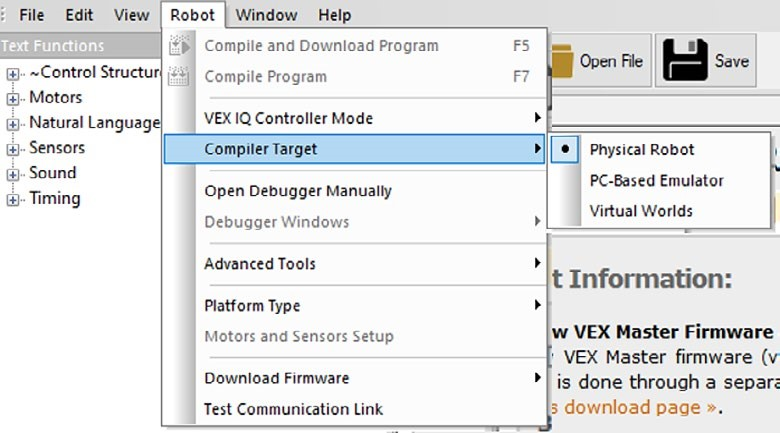 File Edit View Robot Window Help
Text Functions
~Control Structure
Motors
Natural Language
Sensors
Sound
Timing
Compile and Download Program F5
Compile Program F7
VEX IQ Controller Mode
Compiler Target
Open Debugger Manually
Debugger Windows
Advanced Tools
Platform Type
Motors and Sensors Setup
Download Firmware
Test Communication Link
Physical Robot
PC-Based Emulator
Virtual Worlds
Open File Save
t Information:
w VEX Master Firmware
VEX Master firmware (v
is done through a separa
s download page ».